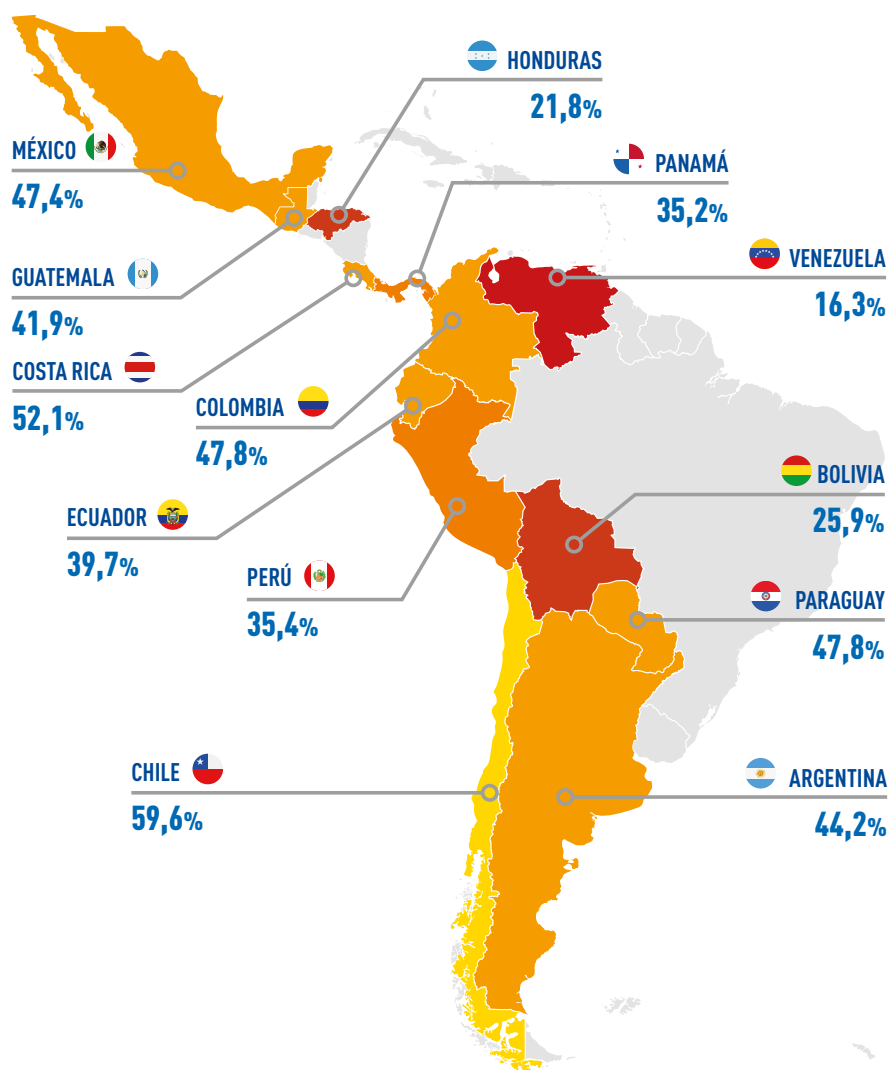 HONDURAS
21,8%
MÉXICO
47,4%
PANAMÁ
35,2%
VENEZUELA
16,3%
GUATEMALA
41,9%
COSTA RICA
52,1%
COLOMBIA
47,8%
BOLIVIA
25,9%
ECUADOR
39,7%
PERÚ
35,4%
PARAGUAY
47,8%
CHILE
59,6%
ARGENTINA
44,2%